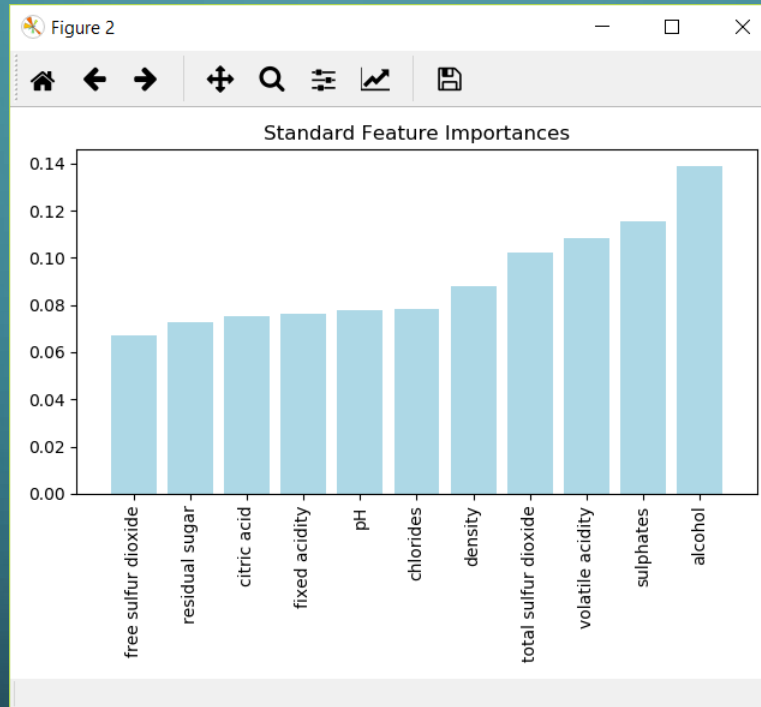 Figure 2
Standard Feature Importances
0.14
0.12
0.10
0.08
0.06
0.04
0.02
0.00
free sulfur dioxide
residual sugar
citric acid
fixed acidity
pH
chlorides
density
total sulfur dioxide
volatile acidity
sulphates
alcohol